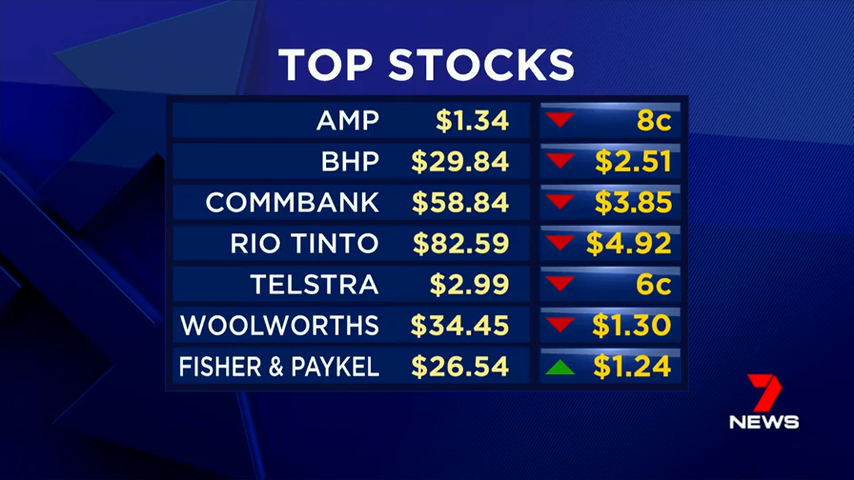 TOP STOCKS
AMP $1.34 8c
BHP $29.84 $2.51
COMMBANK $58.84 $3.85
RIO TINTO $82.59 $4.92
TELSTRA $2.99 6c
WOOLWORTHS $34.45 $1.30
FISHER & PAYKEL $26.54 $1.24
7
NEWS